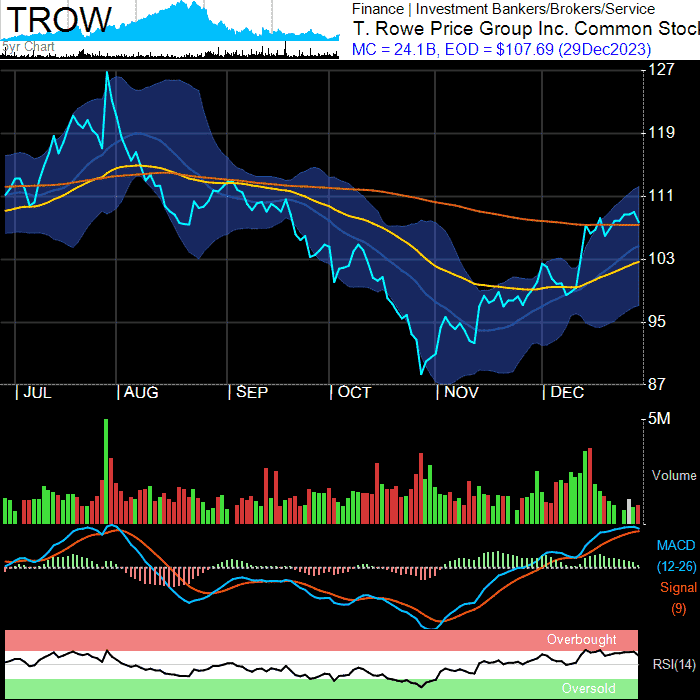 TROW
5yr Chart
Finance | Investment Bankers/Brokers/Service
T. Rowe Price Group Inc. Common Stoc
MC = 24.1B, EOD = $107.69 (29Dec2023)
127
119
111
103
95
87
| JUL | AUG | SEP | OCT | NOV | DEC
5M
Volume
MACD
(12-26)
Signal
(9)
Overbought
RSI(14)
Oversold